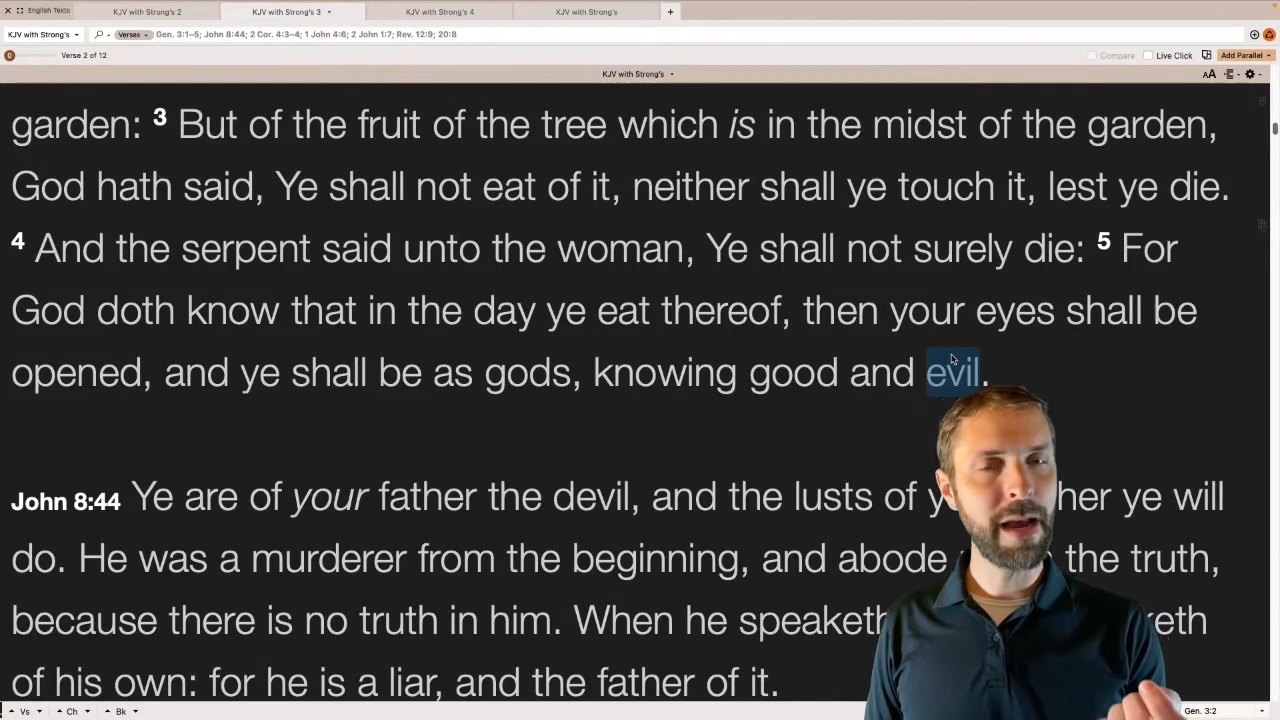 English Texts KJV with Strong's 2 KJV with Strong's 3 KJV with Strong's 4 KJV with Strong's +
KJV with Strong's Verses Gen. 3:1–5; John 8:44; 2 Cor. 4:3–4; 1 John 4:6; 2 John 1:7; Rev. 12:9; 20:8
0 Verse 2 of 12 Compare Live Click Add Parallel
KJV with Strong's AA
garden: 3 But of the fruit of the tree which is in the midst of the garden,
God hath said, Ye shall not eat of it, neither shall ye touch it, lest ye die.
4 And the serpent said unto the woman, Ye shall not surely die: 5 For
God doth know that in the day ye eat thereof, then your eyes shall be
opened, and ye shall be as gods, knowing good and evil.
John 8:44 Ye are of your father the devil, and the lusts of ye will
do. He was a murderer from the beginning, and abode the truth,
because there is no truth in him. When he speaketh
of his own: for he is a liar, and the father of it.
Vs Ch Bk Gen. 3:2